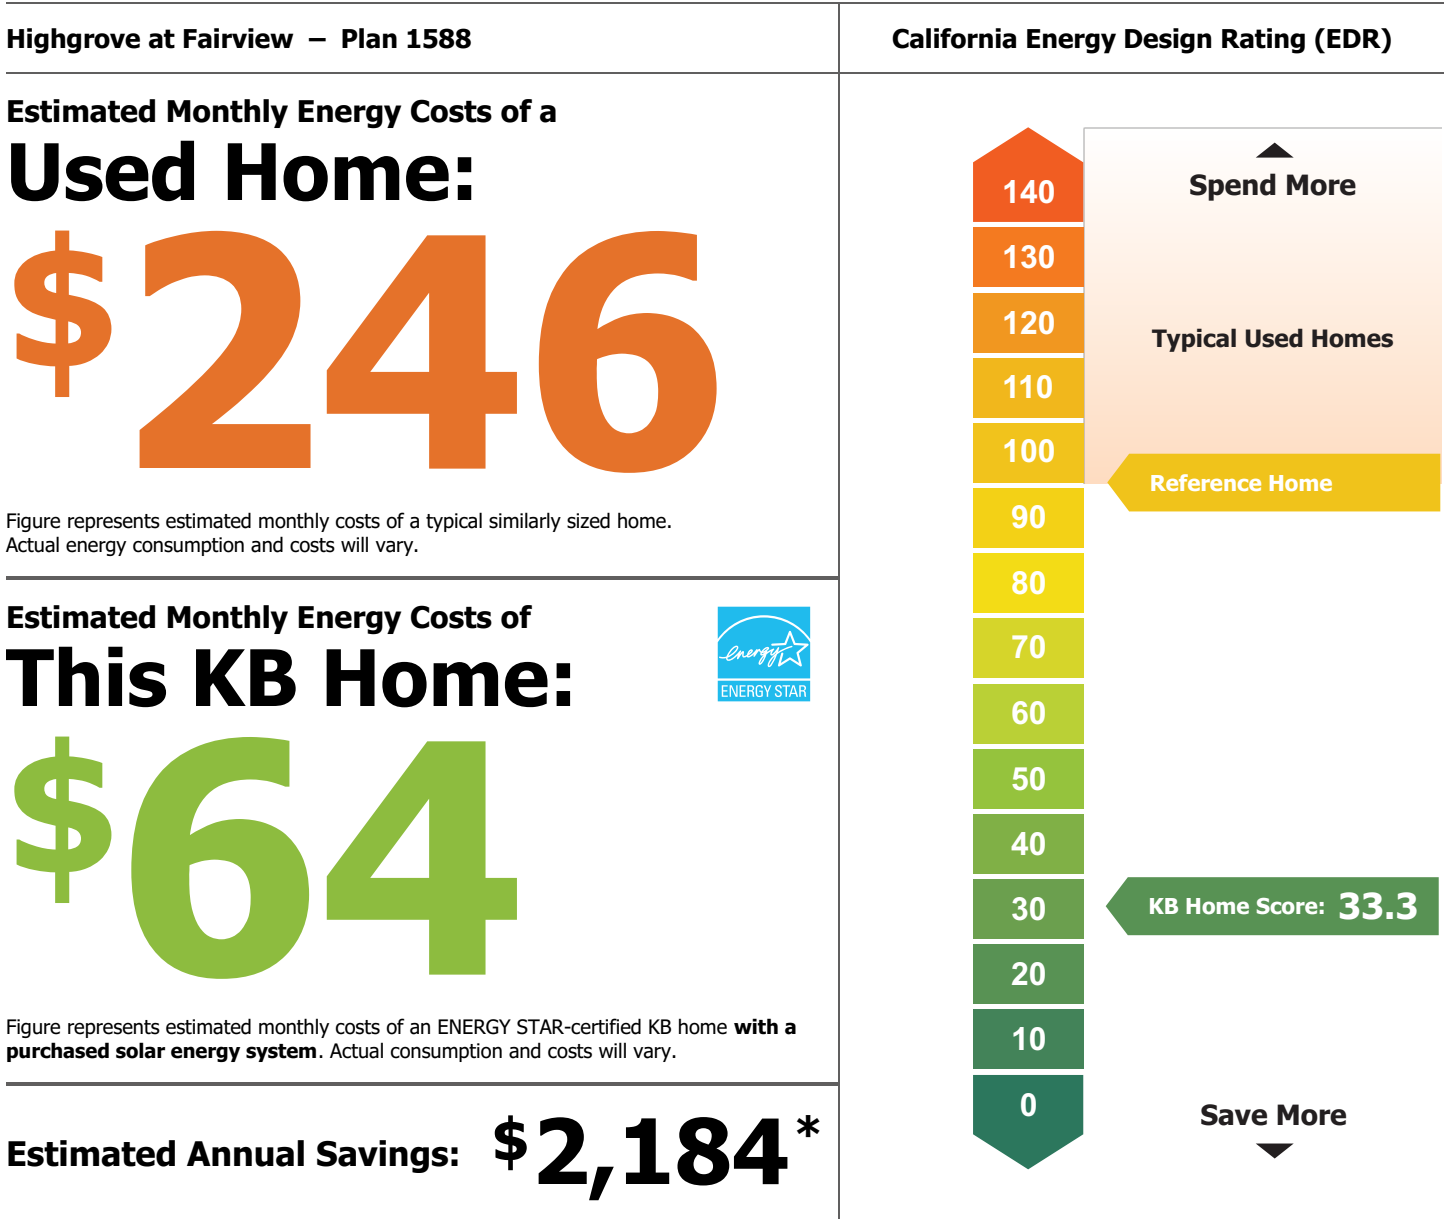 Highgrove at Fairview – Plan 1588
Estimated Monthly Energy Costs of a
Used Home:
$246
Figure represents estimated monthly costs of a typical similarly sized home.
Actual energy consumption and costs will vary.
Estimated Monthly Energy Costs of
This KB Home:
energy
ENERGY STAR
$64
Figure represents estimated monthly costs of an ENERGY STAR-certified KB home with a
purchased solar energy system. Actual consumption and costs will vary.
Estimated Annual Savings: $2,184*
California Energy Design Rating (EDR)
140
Spend More
130
120
Typical Used Homes
110
100
Reference Home
90
80
70
60
50
40
30
KB Home Score: 33.3
20
10
0
Save More